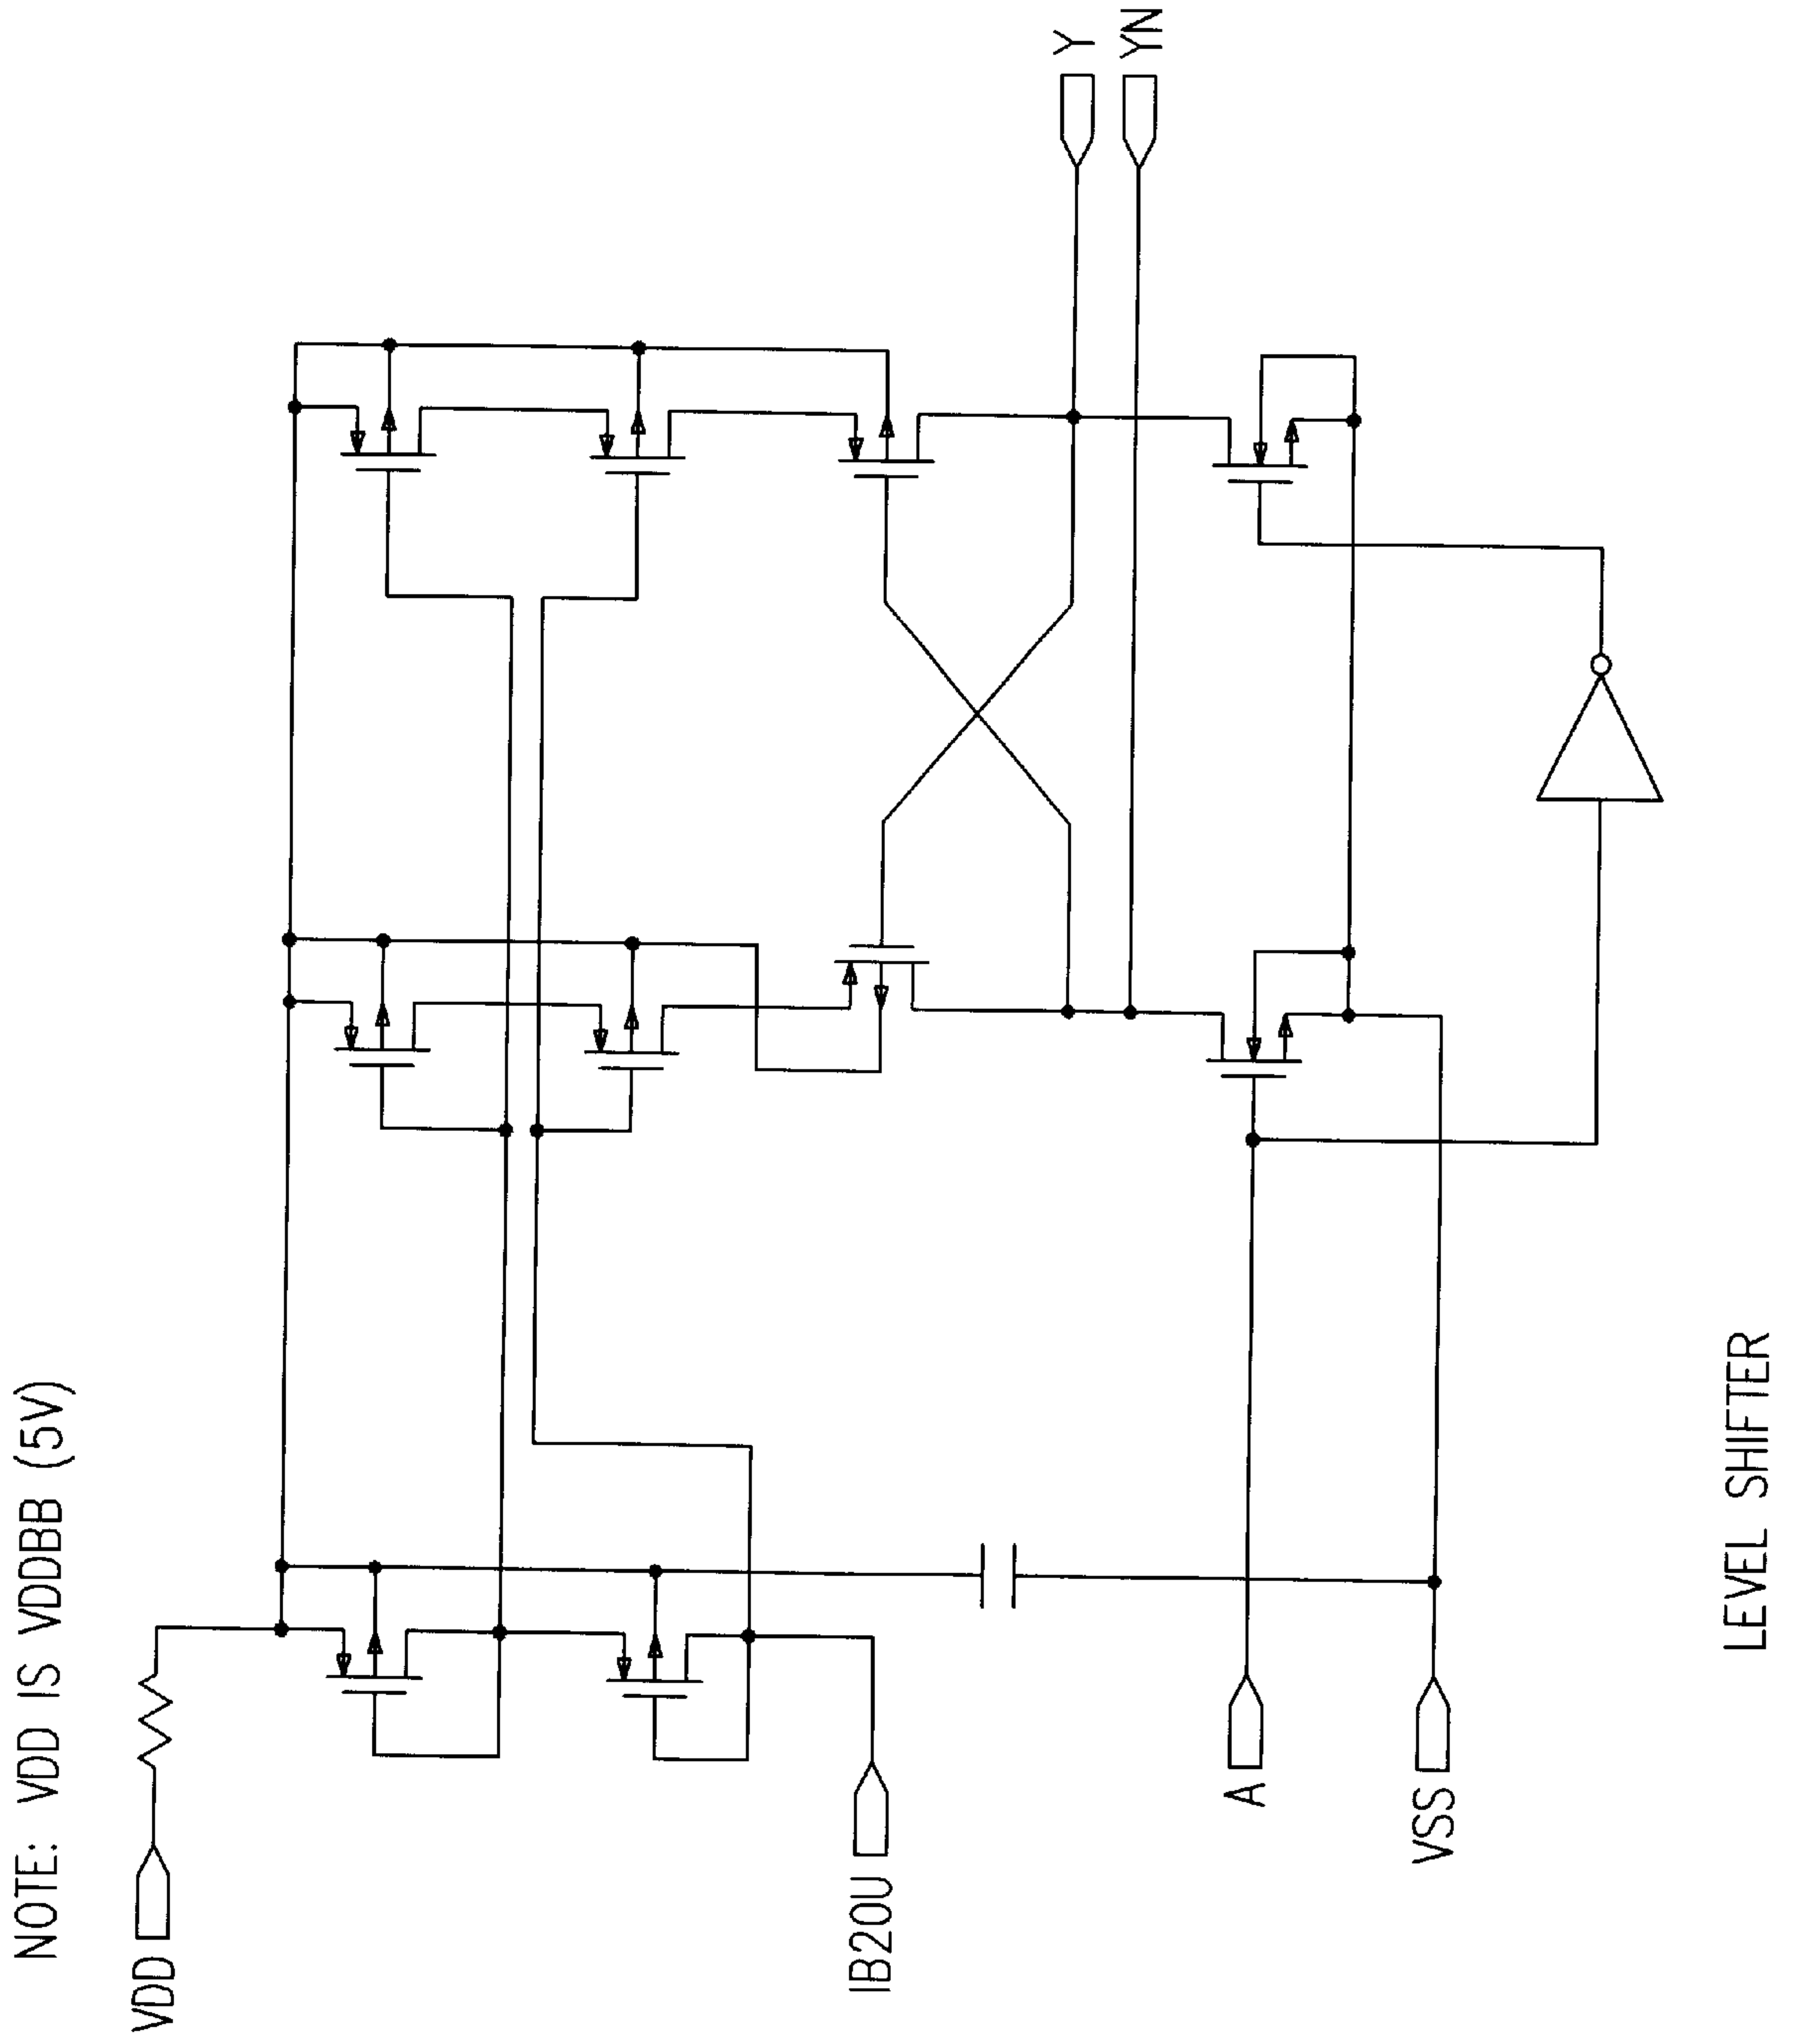 NOTE: VDD IS VDDBB (5V)
VDD
IB20U
A
VSS
Y
YN
LEVEL SHIFTER